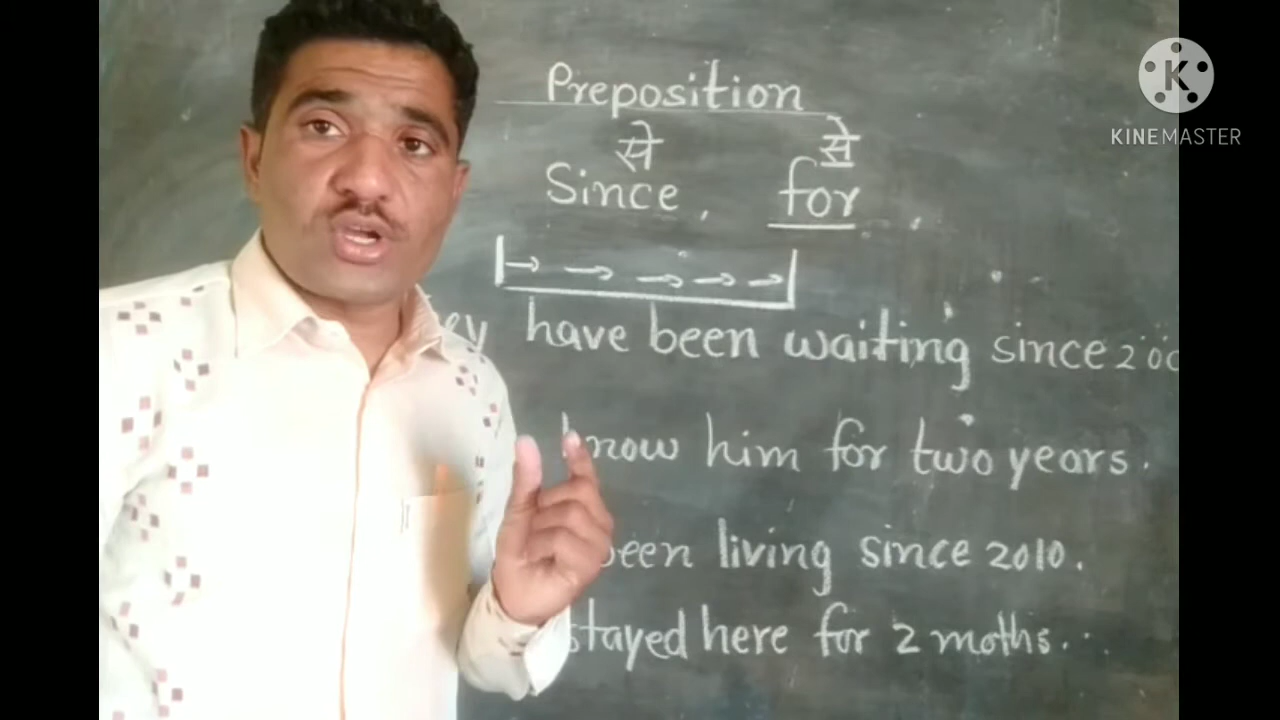 Preposition
से से
Since, for
have been waiting since
know him for two years.
been living since 2010.
stayed here for 2 moths.
KINEMASTER